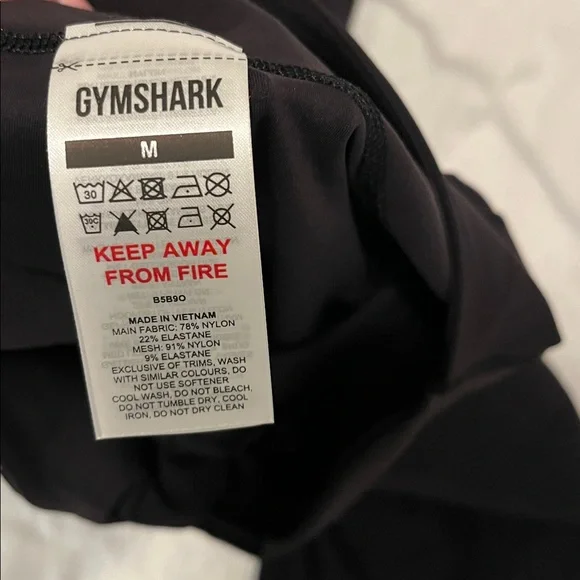 GYMSHARK
M
30
30C
KEEP AWAY
FROM FIRE
B5B9O
MADE IN VIETNAM
MAIN FABRIC: 78% NYLON
22% ELASTANE
MESH: 91% NYLON
9% ELASTANE
EXCLUSIVE OF TRIMS, WASH
WITH SIMILAR COLOURS, DO
NOT USE SOFTENER
COOL WASH, DO NOT BLEACH.
DO NOT TUMBLE DRY, COOL
IRON, DO NOT DRY CLEAN